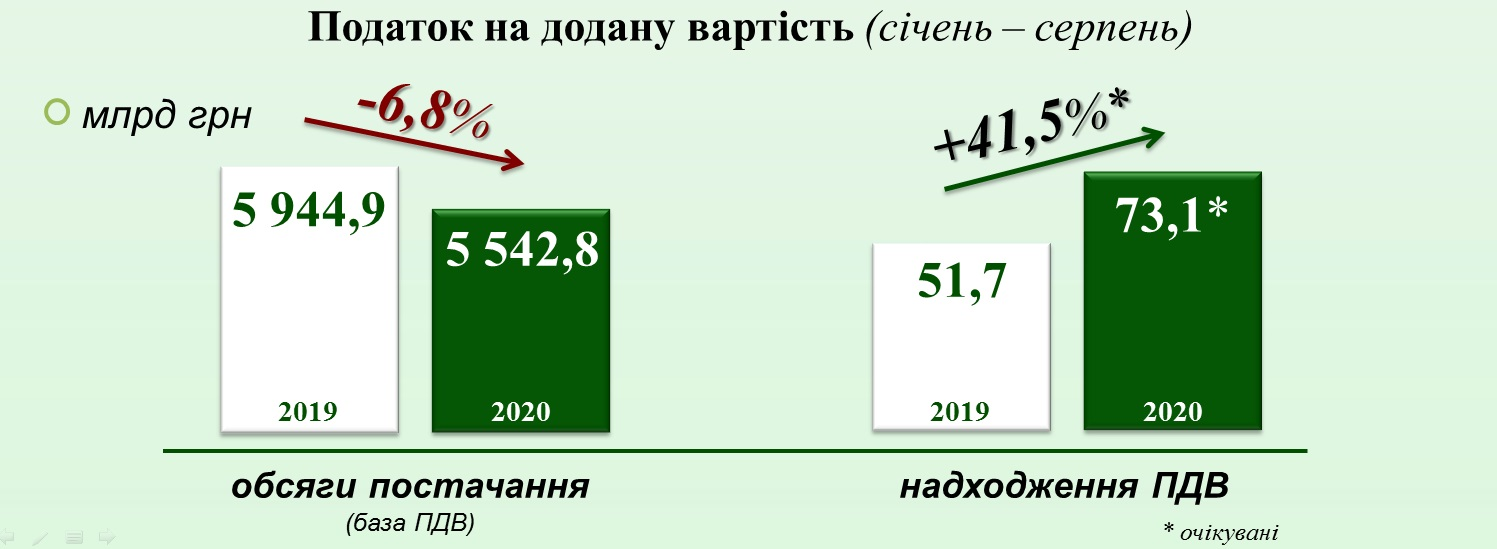 Податок на додану вартість (січень – серпень)
млрд грн
-6,8%
+41,5%*
5 944,9
5 542,8
51,7
73,1*
2019
2020
2019
2020
обсяги постачання
(база ПДВ)
надходження ПДВ
* очікувані